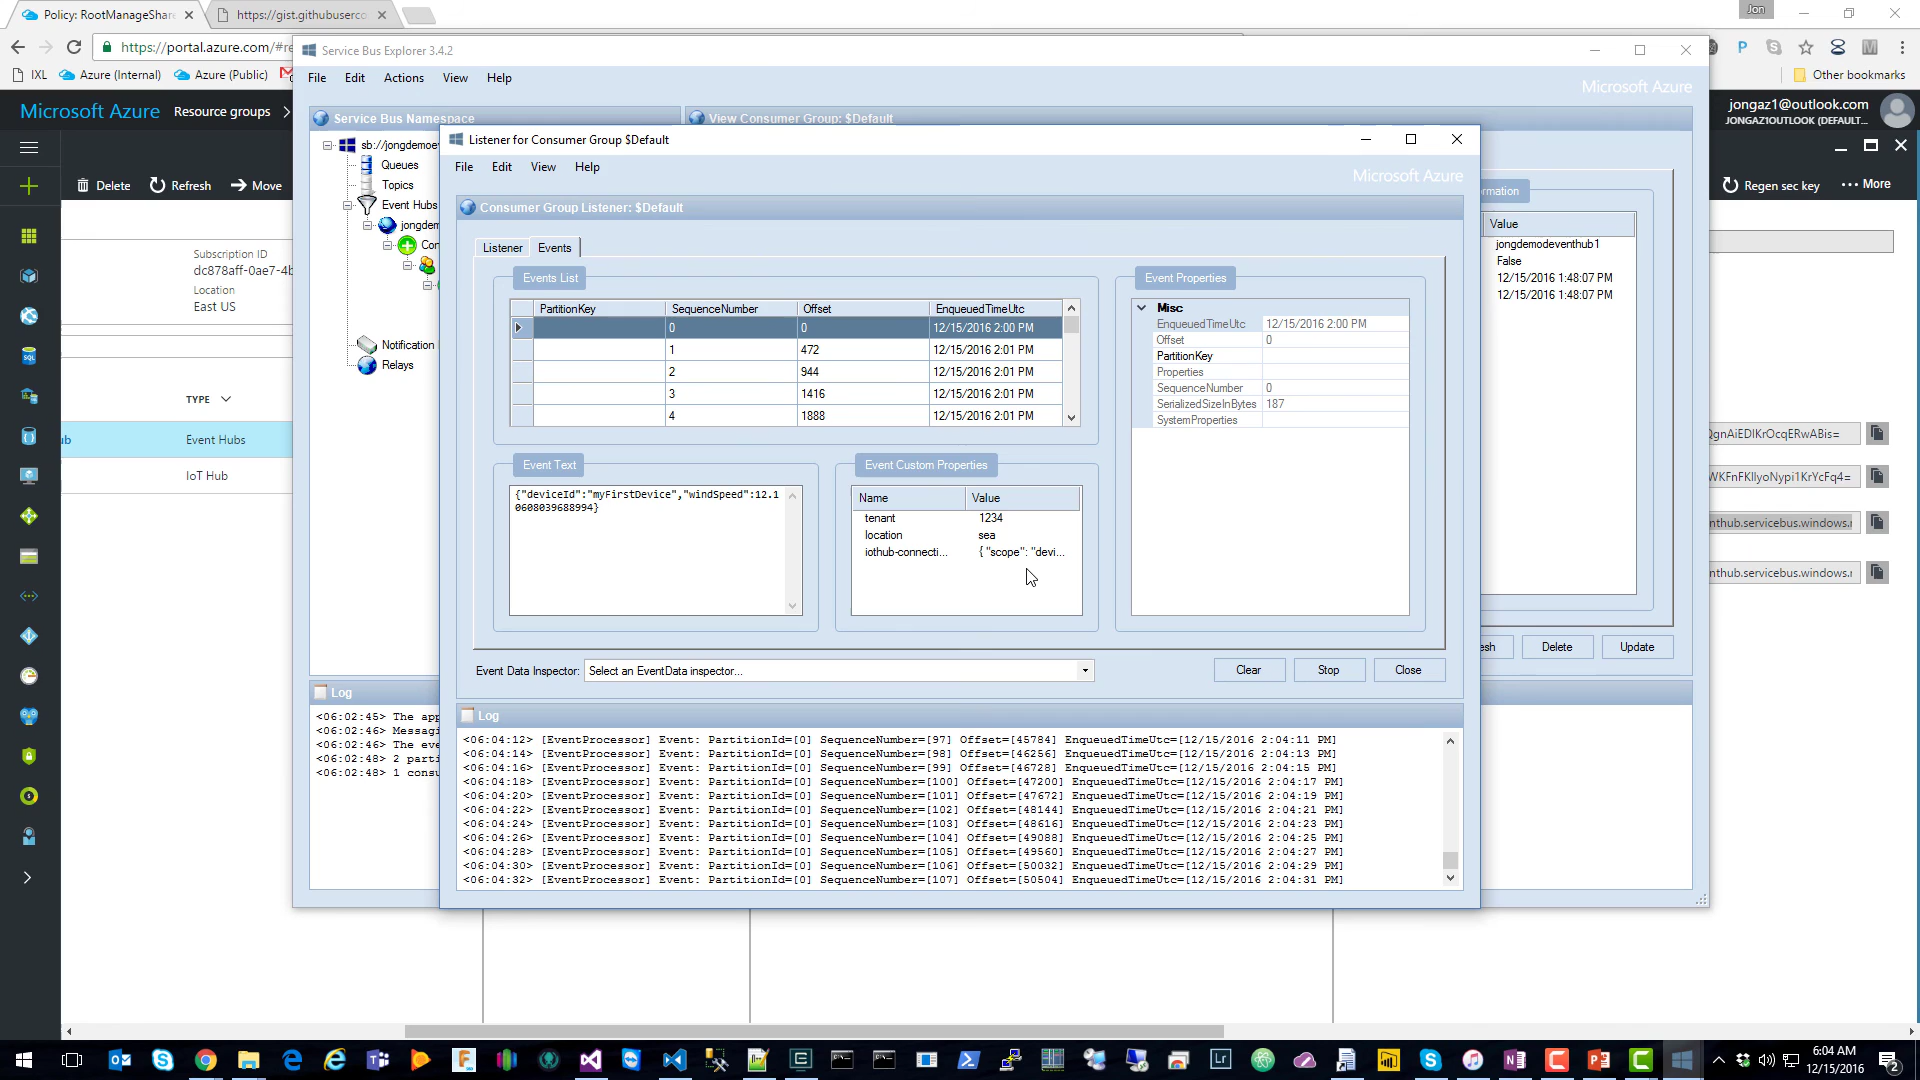 Policy: RootManageShare
https://gist.githubuserco
Jon
https://portal.azure.com/#re
IXL
Azure (Internal)
Azure (Public)
Other bookmarks
Microsoft Azure
Resource groups
jongaz1@outlook.com
JONGAZ1OUTLOOK (DEFAULT...
Delete
Refresh
Move
Regen sec key
More
Subscription ID
dc878aff-0ae7-4b
Location
East US
TYPE
ub
Event Hubs
IoT Hub
QgnAiEDIKrOcqERwABis=
WKFnFKIIyoNypi1KrYcFq4=
nthub.servicebus.windows.
nthub.servicebus.windows.
Service Bus Explorer 3.4.2
File Edit Actions View Help
Microsoft Azure
Service Bus Namespace
View Consumer Group: $Default
sb://jongdemoev
Queues
Topics
Event Hubs
jongdem
Con
Notification
Relays
ormation
Value
jongdemodeventhub1
False
12/15/2016 1:48:07 PM
12/15/2016 1:48:07 PM
esh
Delete
Update
Log
<06:02:45> The app
<06:02:46> Messagi
<06:02:46> The eve
<06:02:48> 2 parti
<06:02:48> 1 consu
Listener for Consumer Group $Default
File Edit View Help
Microsoft Azure
Consumer Group Listener: $Default
Listener Events
Events List
PartitionKey SequenceNumber Offset EnqueuedTimeUtc
0 0 12/15/2016 2:00 PM
1 472 12/15/2016 2:01 PM
2 944 12/15/2016 2:01 PM
3 1416 12/15/2016 2:01 PM
4 1888 12/15/2016 2:01 PM
Event Properties
Misc
EnqueuedTimeUtc 12/15/2016 2:00 PM
Offset 0
PartitionKey
Properties
SequenceNumber 0
SerializedSizeInBytes 187
SystemProperties
Event Text
{"deviceId":"myFirstDevice","windSpeed":12.1
0608039688994}
Event Custom Properties
Name Value
tenant 1234
location sea
iothub-connecti... { "scope": "devi...
Event Data Inspector: Select an EventData inspector...
Clear
Stop
Close
Log
<06:04:12> [EventProcessor] Event: PartitionId=[0] SequenceNumber=[97] Offset=[45784] EnqueuedTimeUtc=[12/15/2016 2:04:11 PM]
<06:04:14> [EventProcessor] Event: PartitionId=[0] SequenceNumber=[98] Offset=[46256] EnqueuedTimeUtc=[12/15/2016 2:04:13 PM]
<06:04:16> [EventProcessor] Event: PartitionId=[0] SequenceNumber=[99] Offset=[46728] EnqueuedTimeUtc=[12/15/2016 2:04:15 PM]
<06:04:18> [EventProcessor] Event: PartitionId=[0] SequenceNumber=[100] Offset=[47200] EnqueuedTimeUtc=[12/15/2016 2:04:17 PM]
<06:04:20> [EventProcessor] Event: PartitionId=[0] SequenceNumber=[101] Offset=[47672] EnqueuedTimeUtc=[12/15/2016 2:04:19 PM]
<06:04:22> [EventProcessor] Event: PartitionId=[0] SequenceNumber=[102] Offset=[48144] EnqueuedTimeUtc=[12/15/2016 2:04:21 PM]
<06:04:24> [EventProcessor] Event: PartitionId=[0] SequenceNumber=[103] Offset=[48616] EnqueuedTimeUtc=[12/15/2016 2:04:23 PM]
<06:04:26> [EventProcessor] Event: PartitionId=[0] SequenceNumber=[104] Offset=[49088] EnqueuedTimeUtc=[12/15/2016 2:04:25 PM]
<06:04:28> [EventProcessor] Event: PartitionId=[0] SequenceNumber=[105] Offset=[49560] EnqueuedTimeUtc=[12/15/2016 2:04:27 PM]
<06:04:30> [EventProcessor] Event: PartitionId=[0] SequenceNumber=[106] Offset=[50032] EnqueuedTimeUtc=[12/15/2016 2:04:29 PM]
<06:04:32> [EventProcessor] Event: PartitionId=[0] SequenceNumber=[107] Offset=[50504] EnqueuedTimeUtc=[12/15/2016 2:04:31 PM]
6:04 AM
12/15/2016